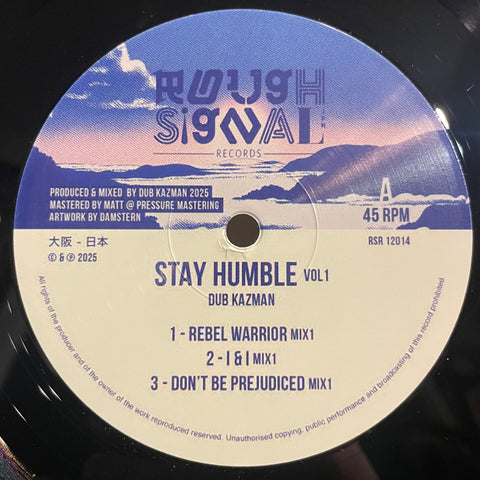 ROUGH
SIGNAL
RECORDS
PRODUCED & MIXED BY DUB KAZMAN 2025
MASTERED BY MATT @ PRESSURE MASTERING
ARTWORK BY DAMSTERN
A
45 RPM
大阪 - 日本
© & ℗ 2025
RSR 12014
STAY HUMBLE VOL1
DUB KAZMAN
1 - REBEL WARRIOR MIX1
2 - I & I MIX1
3 - DON'T BE PREJUDICED MIX1
All rights of the producer and of the owner of the work reproduced reserved. Unauthorised copying, public performance and broadcasting of this record prohibited.